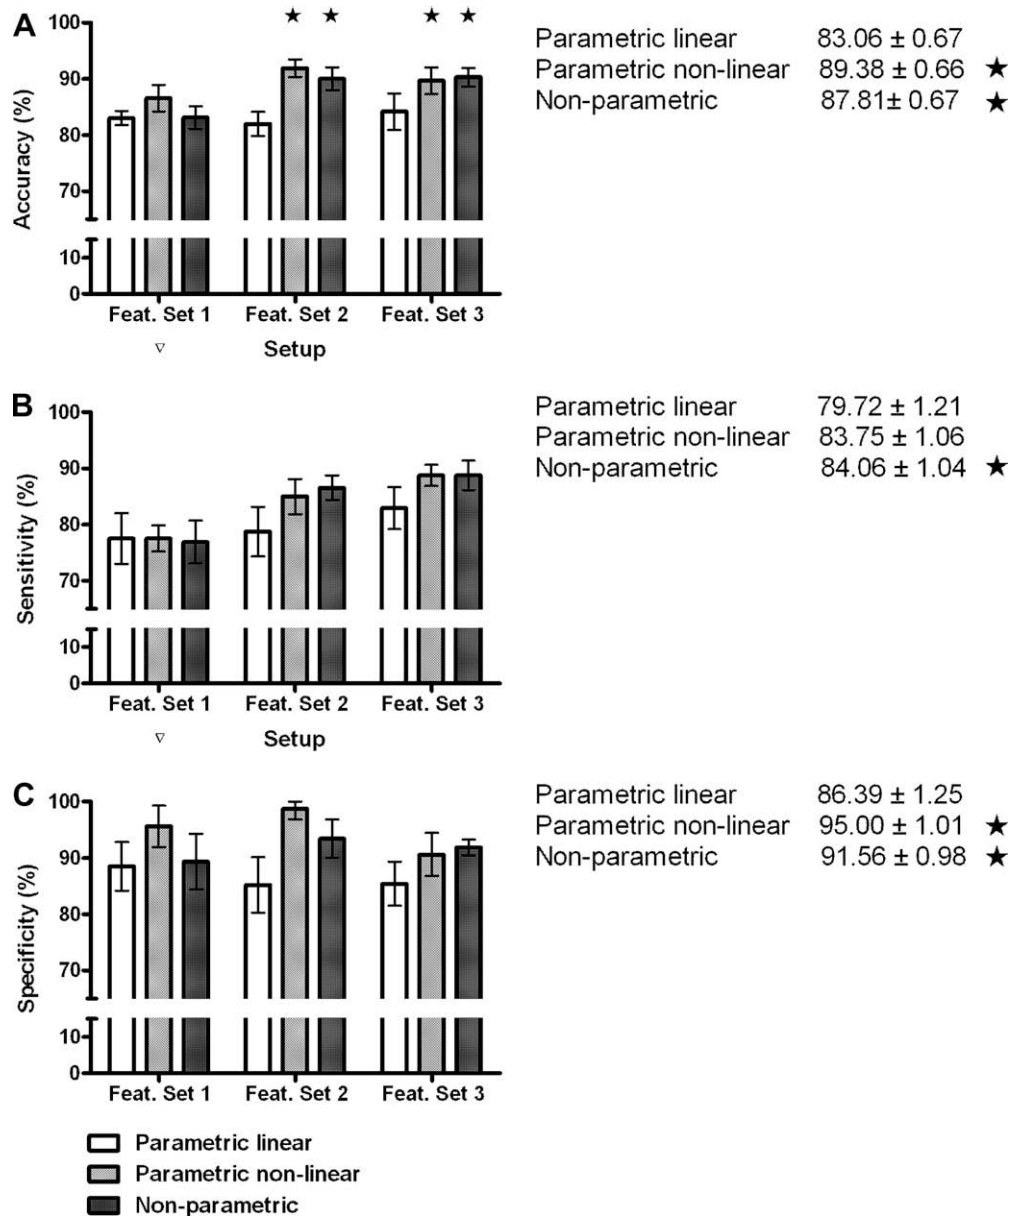 A
100
90
80
70
10
0
Accuracy (%)
★ ★ ★ ★
Feat. Set 1 Feat. Set 2 Feat. Set 3
▽ Setup
Parametric linear 83.06 ± 0.67
Parametric non-linear 89.38 ± 0.66 ★
Non-parametric 87.81± 0.67 ★
B
100
90
80
70
10
0
Sensitivity (%)
Feat. Set 1 Feat. Set 2 Feat. Set 3
▽ Setup
Parametric linear 79.72 ± 1.21
Parametric non-linear 83.75 ± 1.06
Non-parametric 84.06 ± 1.04 ★
C
100
90
80
70
10
0
Specificity (%)
Feat. Set 1 Feat. Set 2 Feat. Set 3
Parametric linear 86.39 ± 1.25
Parametric non-linear 95.00 ± 1.01 ★
Non-parametric 91.56 ± 0.98 ★
Parametric linear
Parametric non-linear
Non-parametric